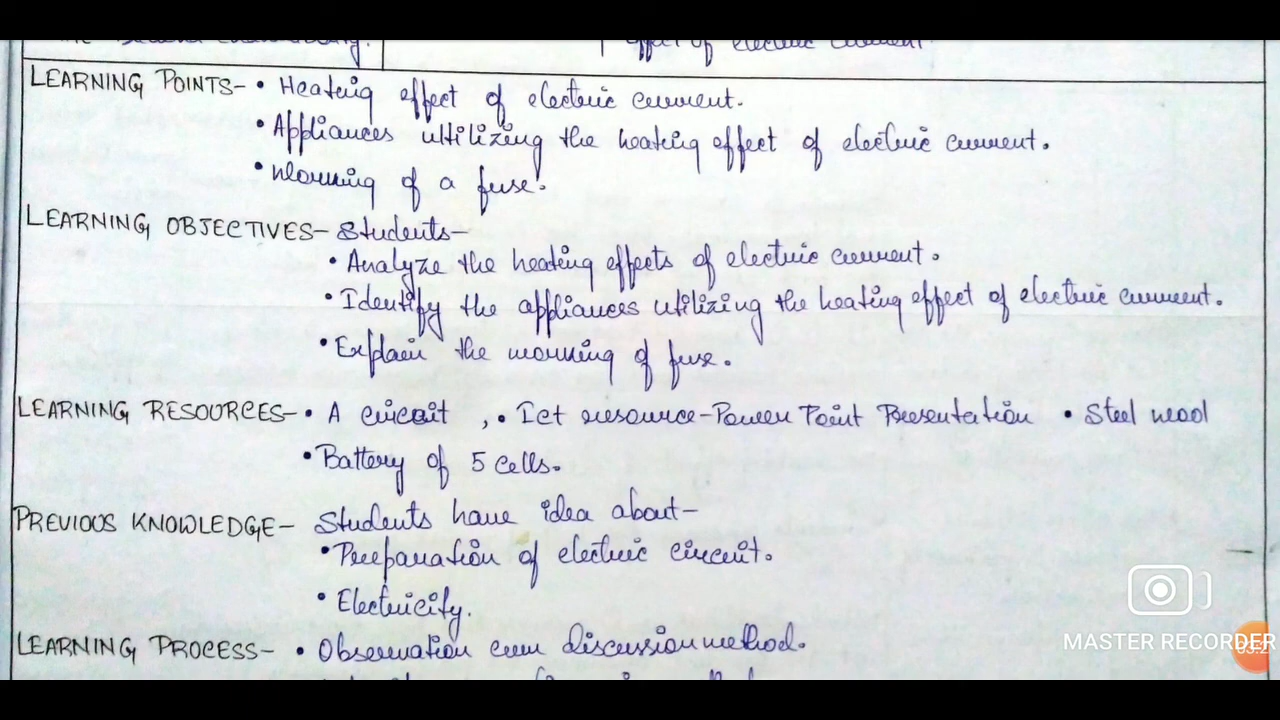 effect of electric current.
LEARNING POINTS- • Heating effect of electric current.
• Appliances utilizing the heating effect of electric current.
• Working of a fuse.
LEARNING OBJECTIVES- Students-
• Analyze the heating effects of electric current.
• Identify the appliances utilizing the heating effect of electric current.
• Explain the working of fuse.
LEARNING RESOURCES- • A circuit , • Ict resource-Power Point Presentation • Steel wool
• Battery of 5 cells.
PREVIOUS KNOWLEDGE- Students have idea about-
• Preparation of electric circuit.
• Electricity.
LEARNING PROCESS- • Observation cum discussion method.
MASTER RECORDER